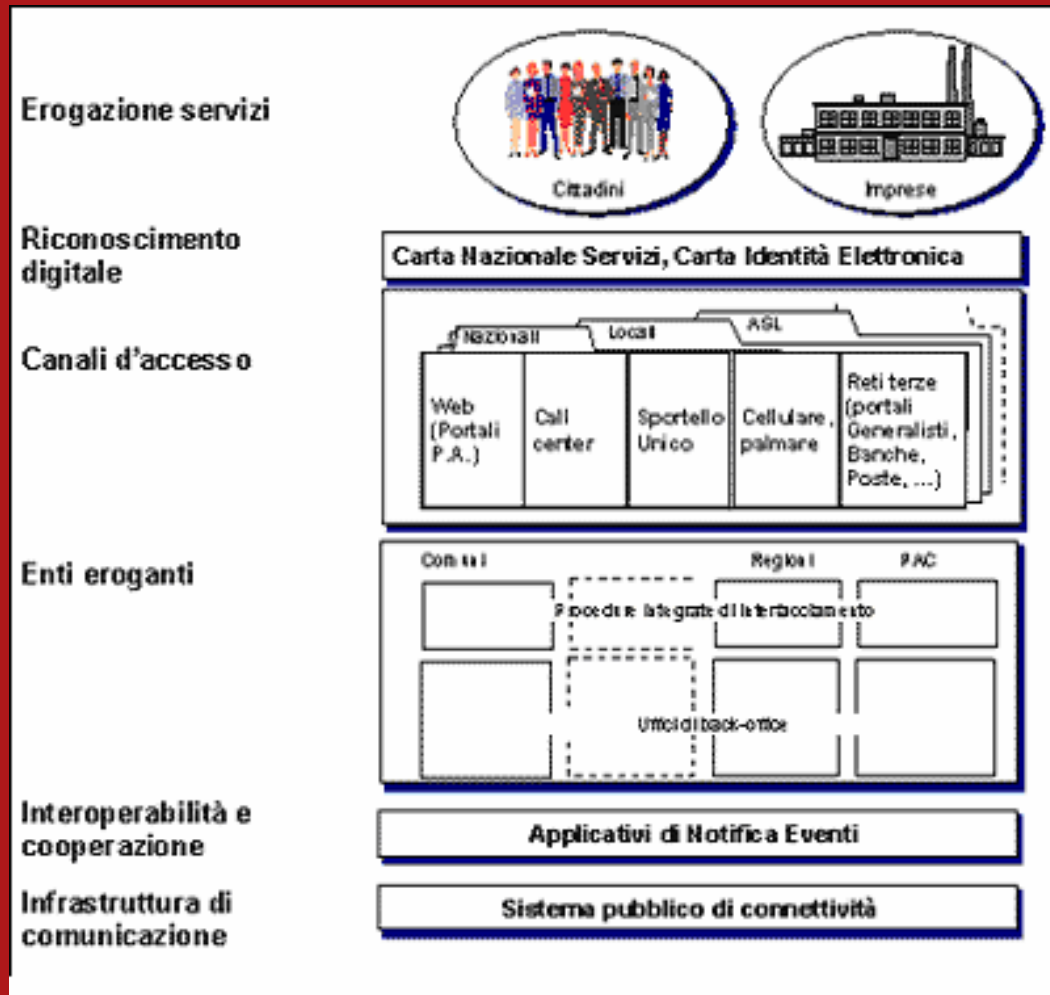 Erogazione servizi
Cittadini
Imprese
Riconoscimento
digitale
Carta Nazionale Servizi, Carta Identità Elettronica
Canali d'accesso
Nazionali
Locali
ASL
Web
(Portali
P.A.)
Call
center
Sportello
Unico
Cellulare,
palmare
Reti terze
(portali
Generalisti,
Banche,
Poste, ...)
Enti eroganti
Comuni
Regioni
PAC
Procedure integrate di interfacciamento
Uffici di back-office
Interoperabilità e
cooperazione
Applicativi di Notifica Eventi
Infrastruttura di
comunicazione
Sistema pubblico di connettività